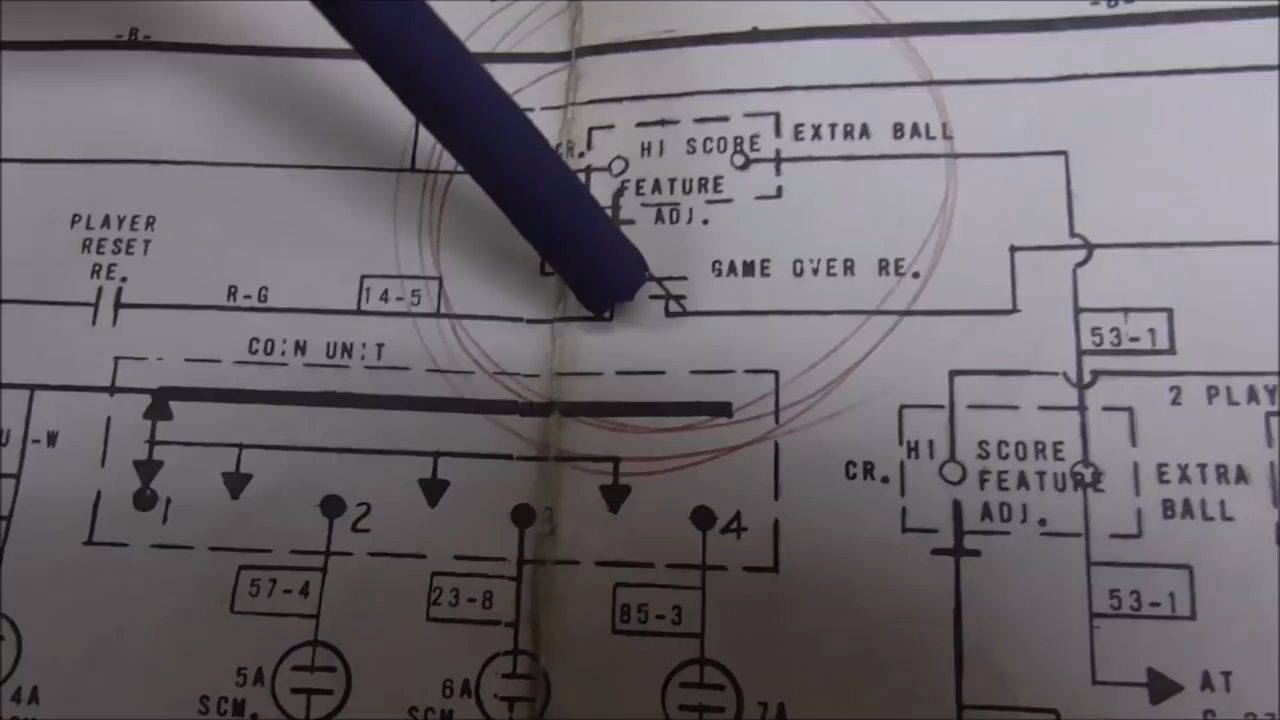 -B-
CR.
HI SCORE
FEATURE
ADJ.
EXTRA BALL
PLAYER
RESET
RE.
R-G
14-5
GAME OVER RE.
COIN UNIT
53-1
2 PLAY
-W
1
2
3
4
CR.
HI SCORE
FEATURE
ADJ.
EXTRA
BALL
57-4
23-8
85-3
53-1
4A
5A
SCM.
6A
SCM.
7A
AT